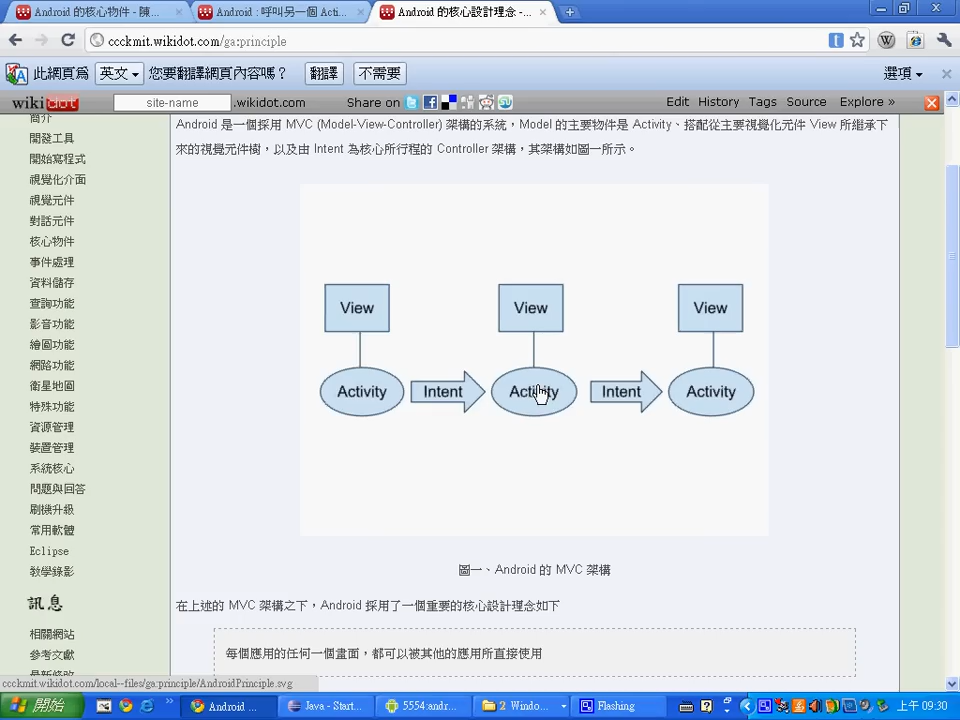 Android 的核心物件 - 陳...
Android : 呼叫另一個 Acti...
Android 的核心設計理念 -...
ccckmit.wikidot.com/ga:principle
此網頁為 英文 您要翻譯網頁內容嗎？ 翻譯 不需要 選項
wikidot site-name .wikidot.com Share on Edit History Tags Source Explore »
簡介
開發工具
開始寫程式
視覺化介面
視覺元件
對話元件
核心物件
事件處理
資料儲存
查詢功能
影音功能
繪圖功能
網路功能
衛星地圖
特殊功能
資源管理
裝置管理
系統核心
問題與回答
刷機升級
常用軟體
Eclipse
教學錄影
訊息
相關網站
參考文獻
最新修改
Android 是一個採用 MVC (Model-View-Controller) 架構的系統，Model 的主要物件是 Activity、搭配從主要視覺化元件 View 所繼承下
來的視覺元件樹，以及由 Intent 為核心所行程的 Controller 架構，其架構如圖一所示。
View View View
Activity Intent Activity Intent Activity
圖一、Android 的 MVC 架構
在上述的 MVC 架構之下，Android 採用了一個重要的核心設計理念如下
每個應用的任何一個畫面，都可以被其他的應用所直接使用
ccckmit.wikidot.com/local--files/ga:principle/AndroidPrinciple.svg
開始 Android ... Java - Start... 5554:andr... 2 Windo... Flashing 上午 09:30